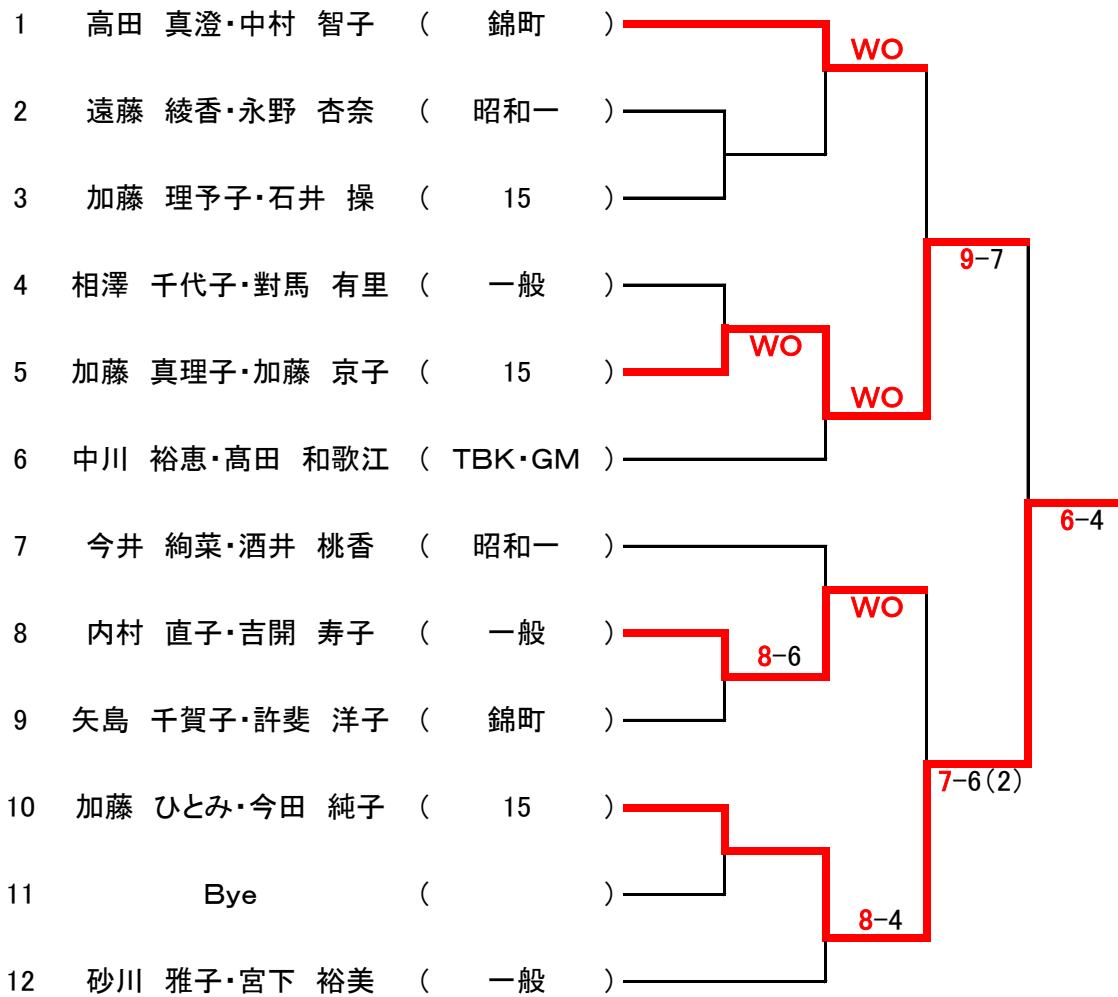 1 高田 真澄・中村 智子 ( 錦町 )
WO
2 遠藤 綾香・永野 杏奈 ( 昭和一 )
3 加藤 理予子・石井 操 ( 15 )
9-7
4 相澤 千代子・對馬 有里 ( 一般 )
WO
5 加藤 真理子・加藤 京子 ( 15 )
WO
6 中川 裕恵・髙田 和歌江 ( TBK・GM )
6-4
7 今井 絢菜・酒井 桃香 ( 昭和一 )
WO
8 内村 直子・吉開 寿子 ( 一般 )
8-6
9 矢島 千賀子・許斐 洋子 ( 錦町 )
7-6(2)
10 加藤 ひとみ・今田 純子 ( 15 )
11 Bye ( )
8-4
12 砂川 雅子・宮下 裕美 ( 一般 )